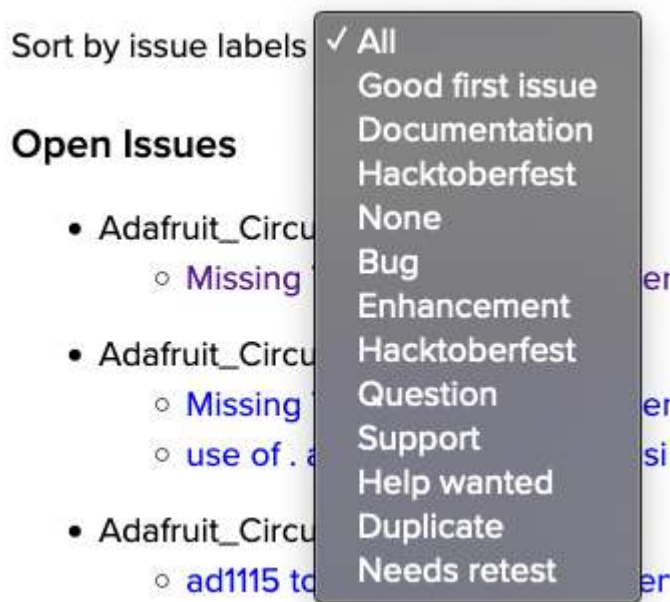 Sort by issue labels ✓ All
Good first issue
Documentation
Hacktoberfest
None
Bug
Enhancement
Hacktoberfest
Question
Support
Help wanted
Duplicate
Needs retest
Open Issues
Adafruit_Circu
Missing
Adafruit_Circu
Missing
use of .
Adafruit_Circu
ad1115